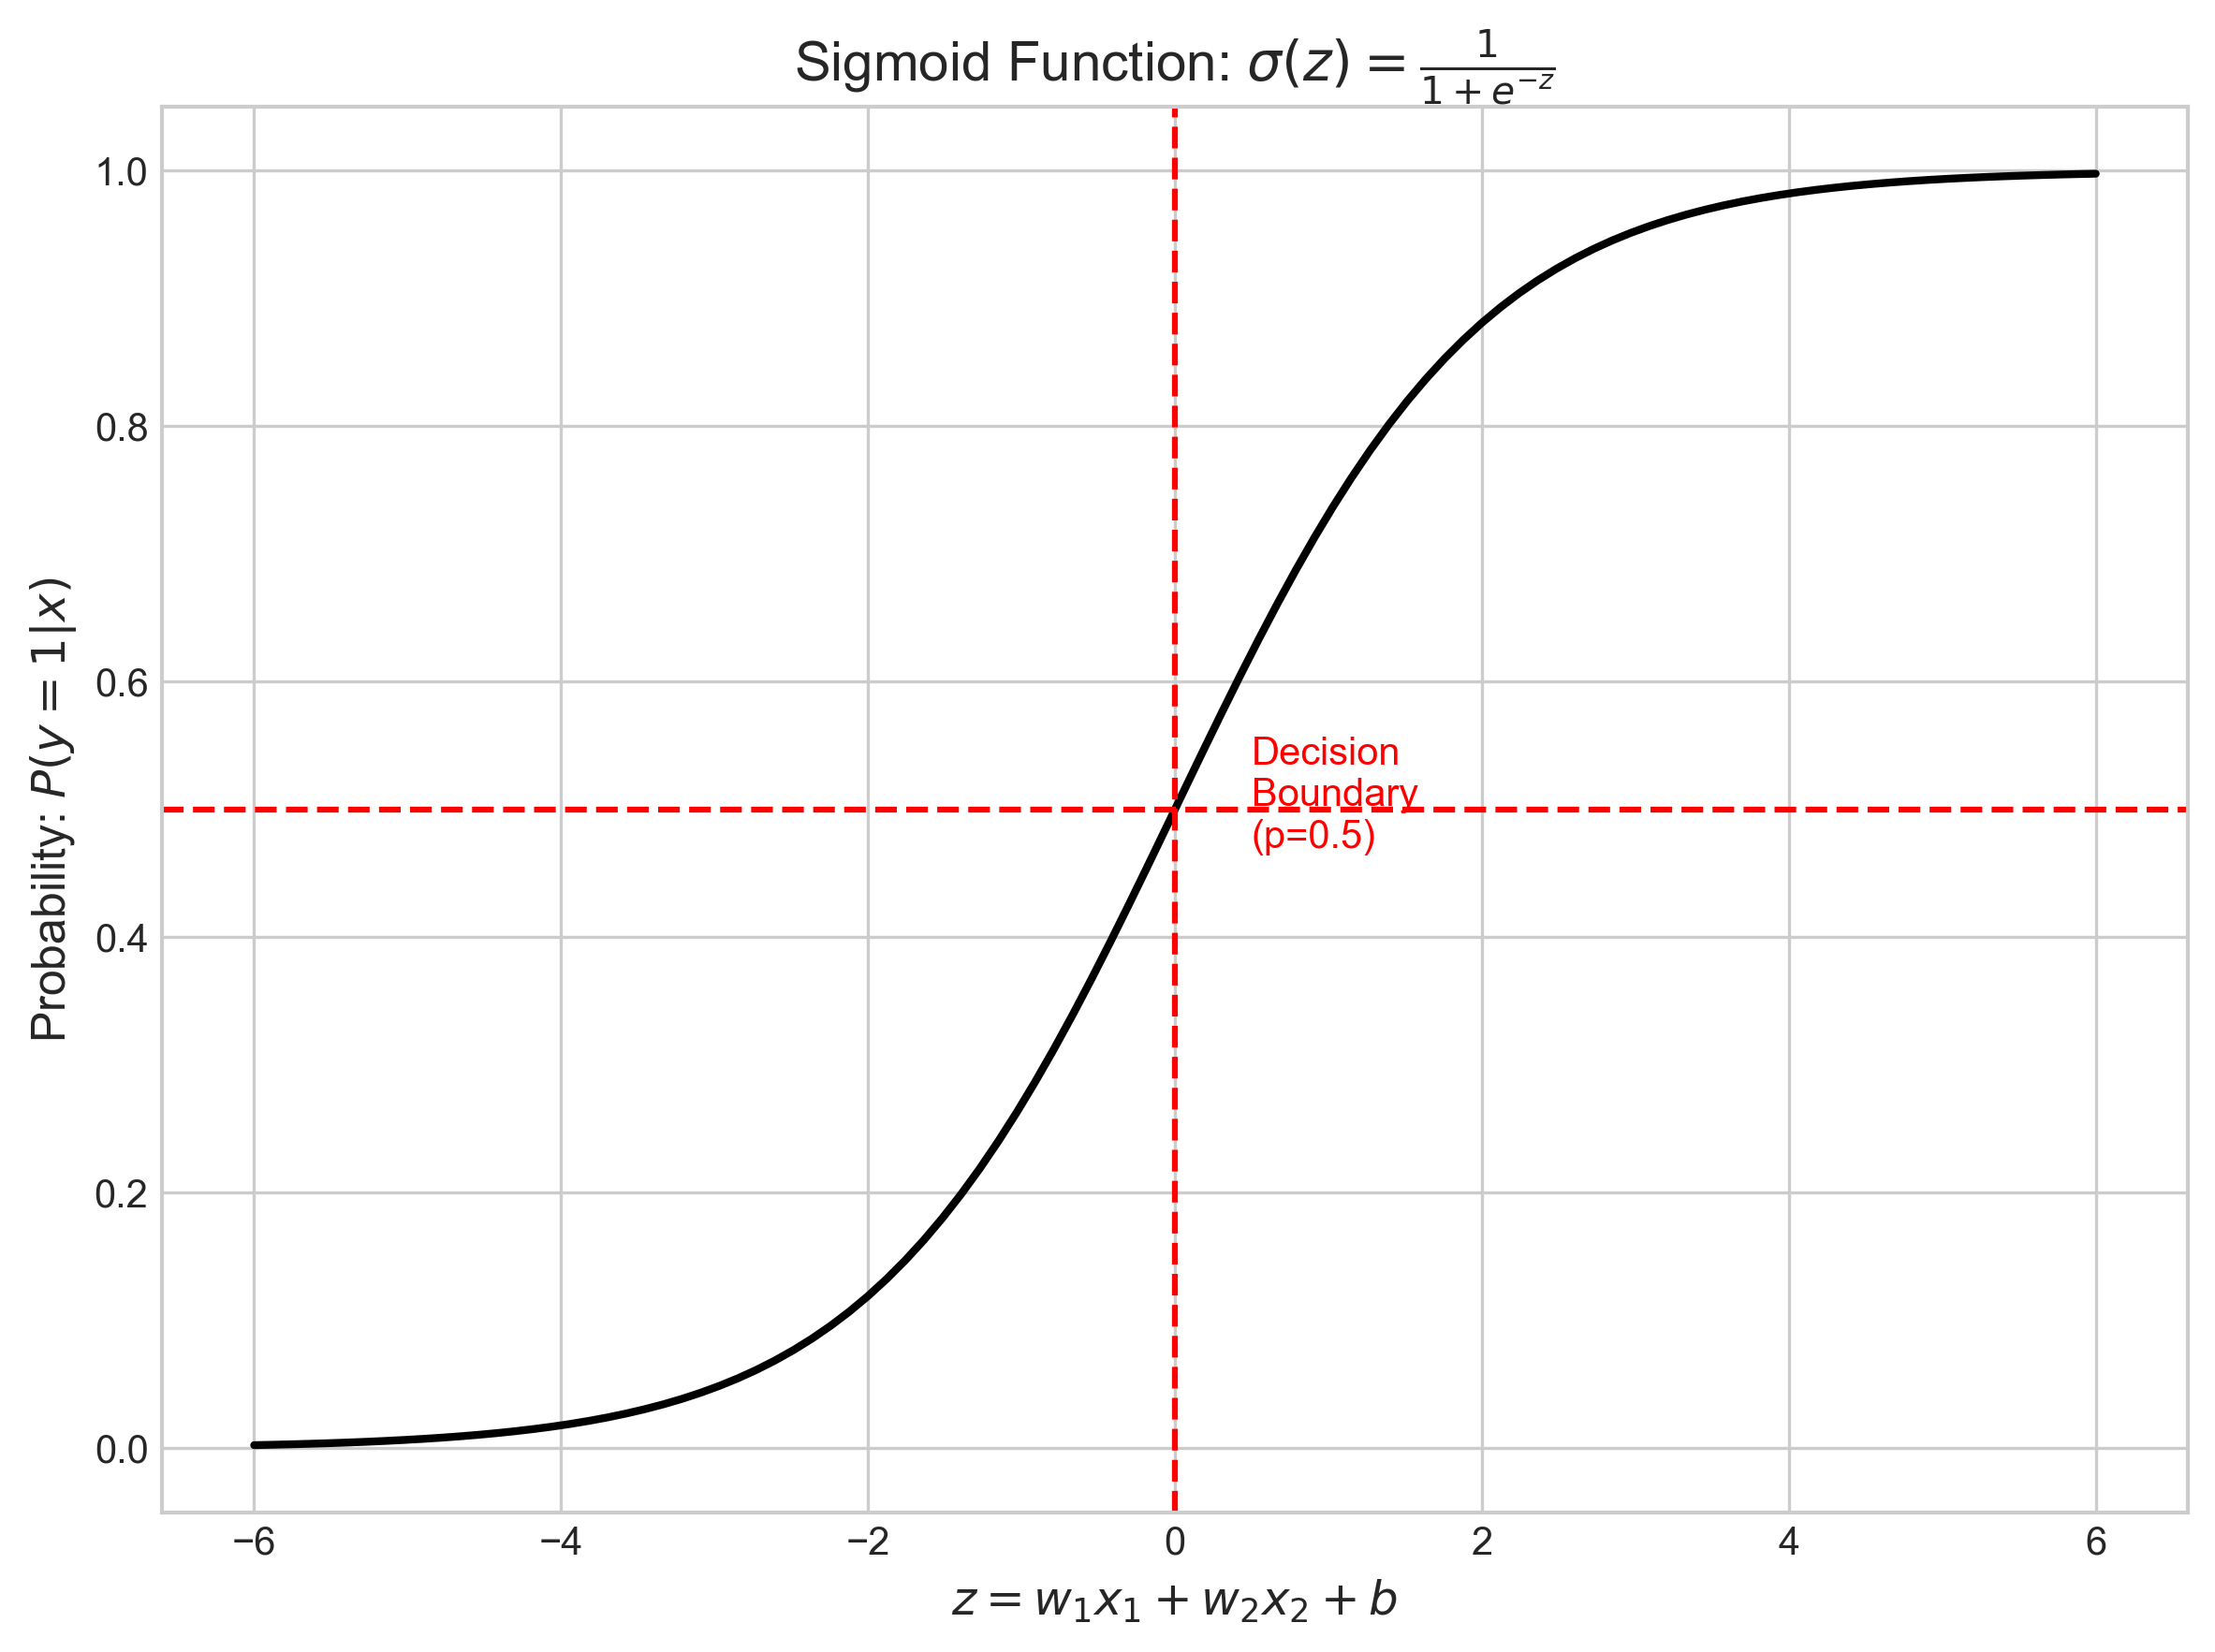 Sigmoid Function: σ(z) = 1/(1 + e^{−z})
Probability: P(y = 1|x)
1.0
0.8
0.6
0.4
0.2
0.0
Decision
Boundary
(p=0.5)
−6 −4 −2 0 2 4 6
z = w₁x₁ + w₂x₂ + b